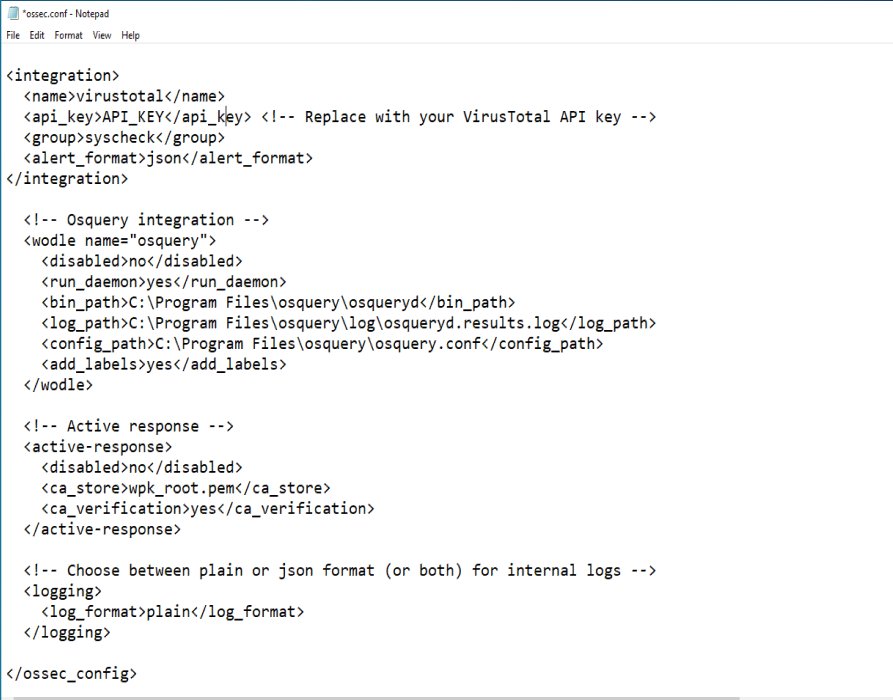 *ossec.conf - Notepad
File Edit Format View Help
<integration>
  <name>virustotal</name>
  <api_key>API_KEY</api_key> <!-- Replace with your VirusTotal API key -->
  <group>syscheck</group>
  <alert_format>json</alert_format>
</integration>
  <!-- Osquery integration -->
  <wodle name="osquery">
    <disabled>no</disabled>
    <run_daemon>yes</run_daemon>
    <bin_path>C:\Program Files\osquery\osqueryd</bin_path>
    <log_path>C:\Program Files\osquery\log\osqueryd.results.log</log_path>
    <config_path>C:\Program Files\osquery\osquery.conf</config_path>
    <add_labels>yes</add_labels>
  </wodle>
  <!-- Active response -->
  <active-response>
    <disabled>no</disabled>
    <ca_store>wpk_root.pem</ca_store>
    <ca_verification>yes</ca_verification>
  </active-response>
  <!-- Choose between plain or json format (or both) for internal logs -->
  <logging>
    <log_format>plain</log_format>
  </logging>
</ossec_config>